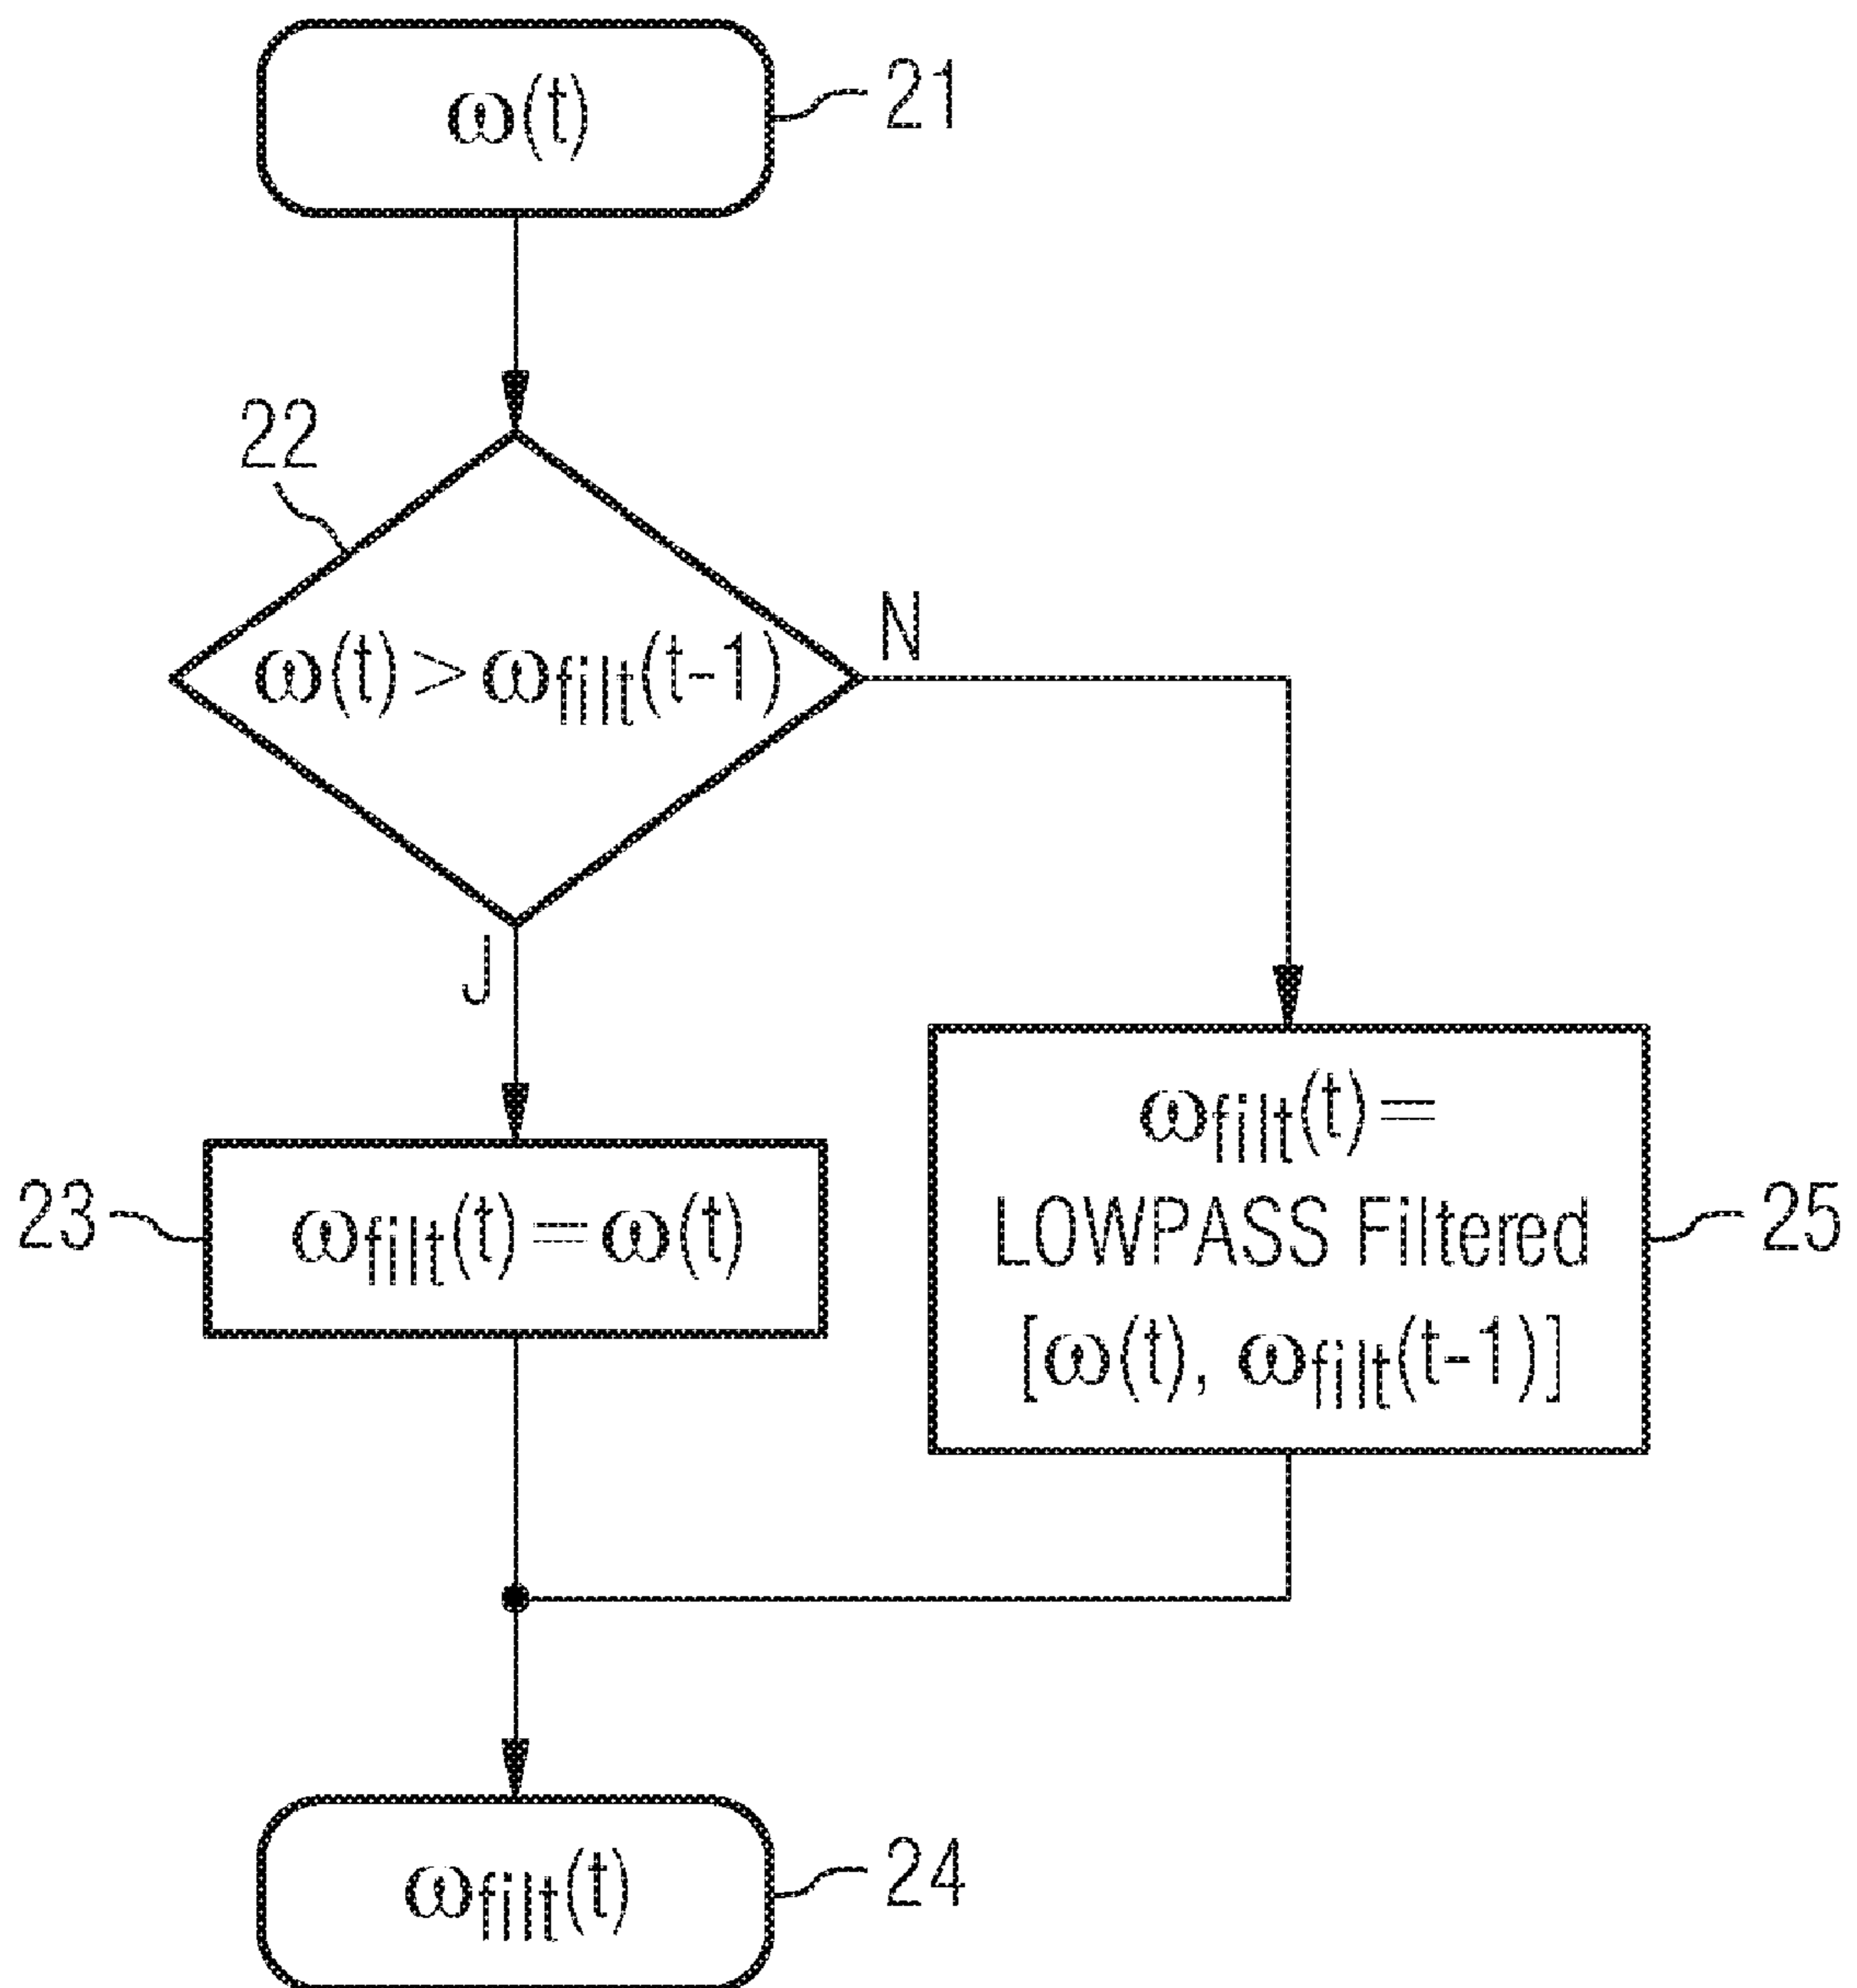 ω(t)
21
22
ω(t) > ωfilt(t-1)
N
J
23
ωfilt(t) = ω(t)
ωfilt(t) =
LOWPASS Filtered
[ω(t), ωfilt(t-1)]
25
ωfilt(t)
24